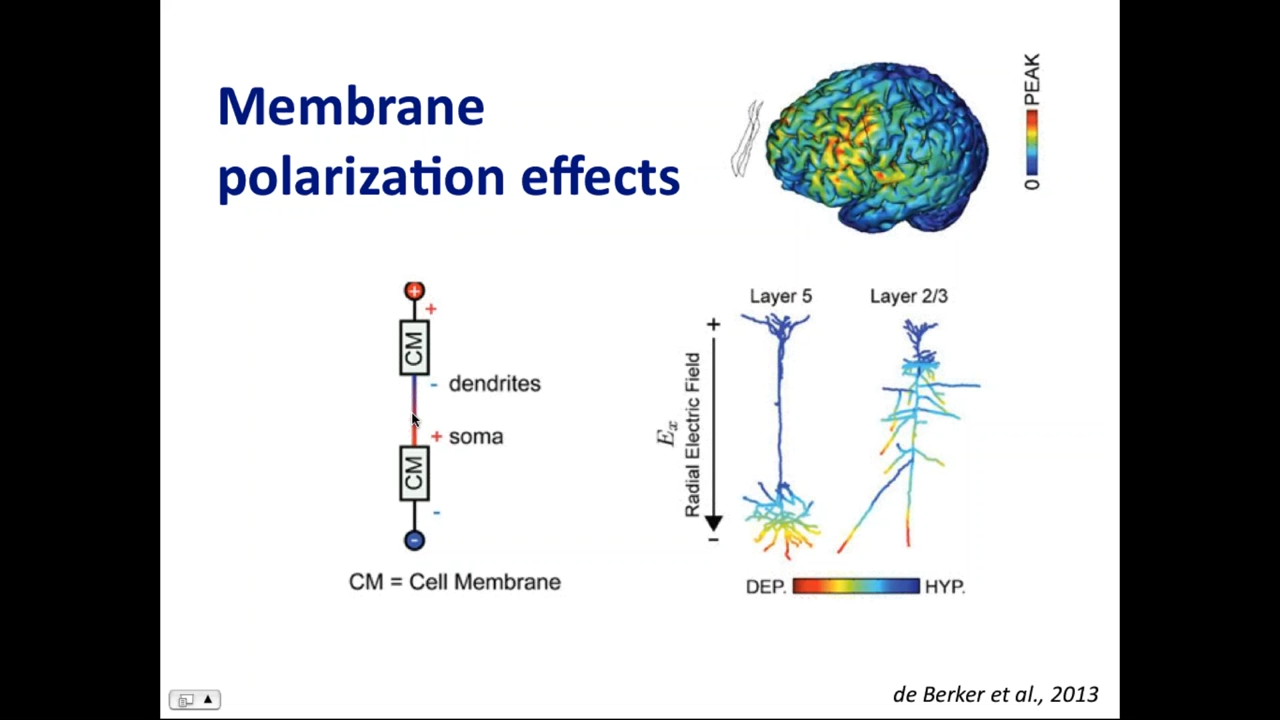 Membrane
polarization effects
0 PEAK
+
+
CM
- dendrites
+ soma
CM
-
-
CM = Cell Membrane
Layer 5 Layer 2/3
+
Ex
Radial Electric Field
-
DEP. HYP.
de Berker et al., 2013